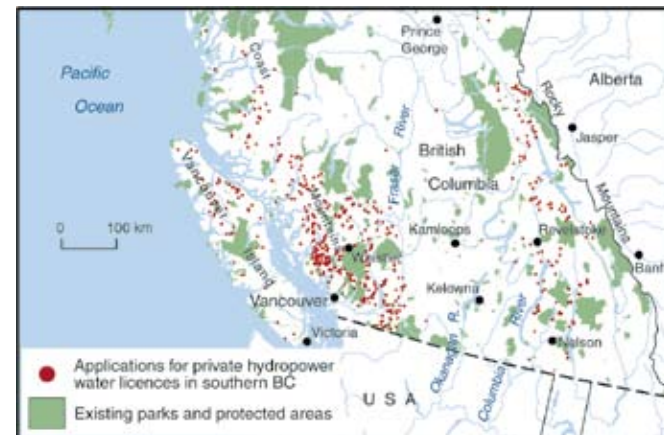 Prince
George
Pacific
Ocean
Coast
Mountains
Rocky
Mountains
Alberta
Jasper
Fraser
River
British
Columbia
Vancouver
Island
0 100 km
Kamloops
Revelstoke
Banff
Whistler
Kelowna
Vancouver
Victoria
Okanagan R.
Columbia
River
Nelson
U S A
Applications for private hydropower
water licences in southern BC
Existing parks and protected areas